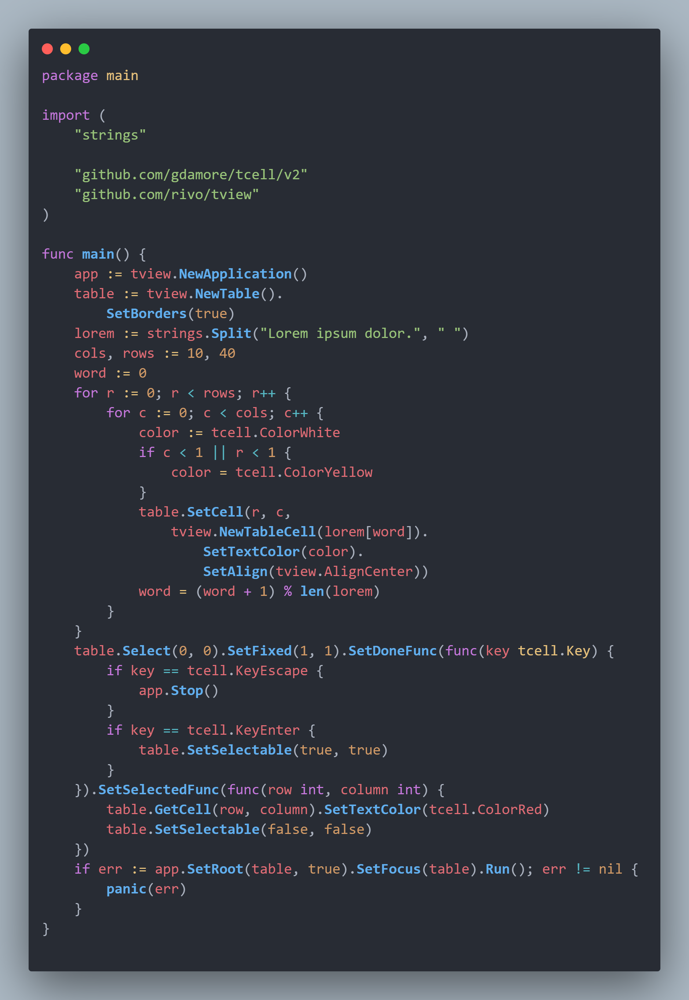 package main

import (
    "strings"

    "github.com/gdamore/tcell/v2"
    "github.com/rivo/tview"
)

func main() {
    app := tview.NewApplication()
    table := tview.NewTable().
        SetBorders(true)
    lorem := strings.Split("Lorem ipsum dolor.", " ")
    cols, rows := 10, 40
    word := 0
    for r := 0; r < rows; r++ {
        for c := 0; c < cols; c++ {
            color := tcell.ColorWhite
            if c < 1 || r < 1 {
                color = tcell.ColorYellow
            }
            table.SetCell(r, c,
                tview.NewTableCell(lorem[word]).
                    SetTextColor(color).
                    SetAlign(tview.AlignCenter))
            word = (word + 1) % len(lorem)
        }
    }
    table.Select(0, 0).SetFixed(1, 1).SetDoneFunc(func(key tcell.Key) {
        if key == tcell.KeyEscape {
            app.Stop()
        }
        if key == tcell.KeyEnter {
            table.SetSelectable(true, true)
        }
    }).SetSelectedFunc(func(row int, column int) {
        table.GetCell(row, column).SetTextColor(tcell.ColorRed)
        table.SetSelectable(false, false)
    })
    if err := app.SetRoot(table, true).SetFocus(table).Run(); err != nil {
        panic(err)
    }
}